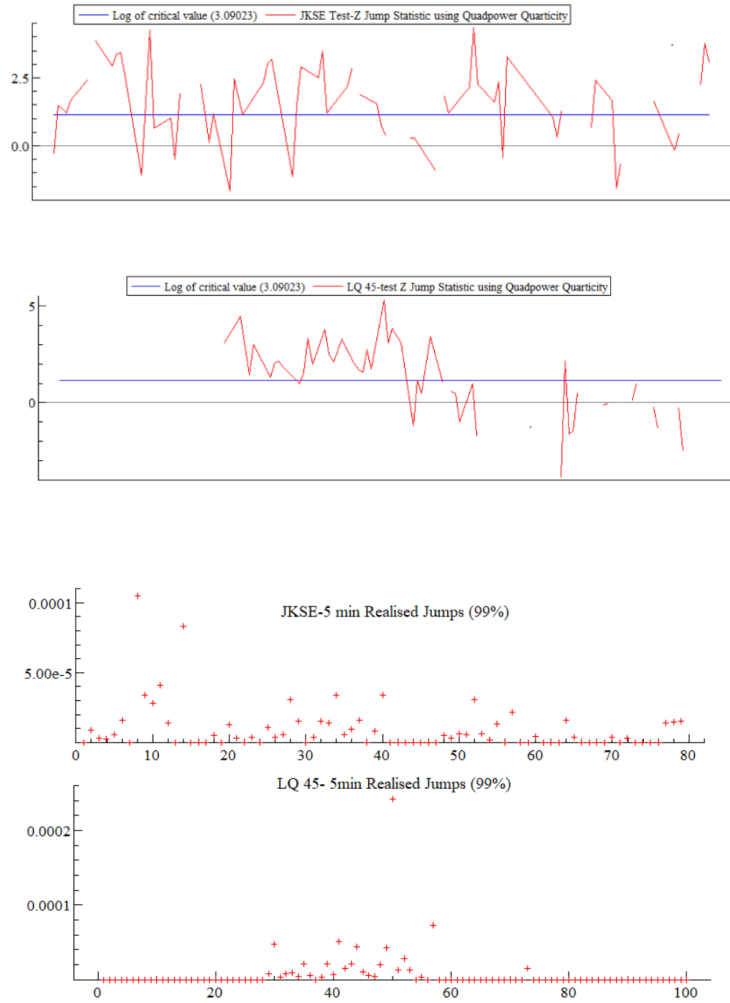 Log of critical value (3.09023) JKSE Test-Z Jump Statistic using Quadpower Quarticity
2.5
0.0
Log of critical value (3.09023) LQ 45-test Z Jump Statistic using Quadpower Quarticity
5
0
0.0001
JKSE-5 min Realised Jumps (99%)
5.00e-5
0 10 20 30 40 50 60 70 80
LQ 45- 5min Realised Jumps (99%)
0.0002
0.0001
0 20 40 60 80 100